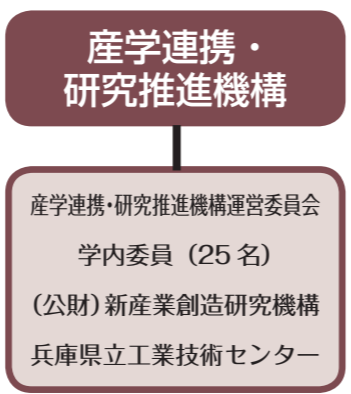 産学連携・
研究推進機構
産学連携・研究推進機構運営委員会
学内委員（25名）
（公財）新産業創造研究機構
兵庫県立工業技術センター